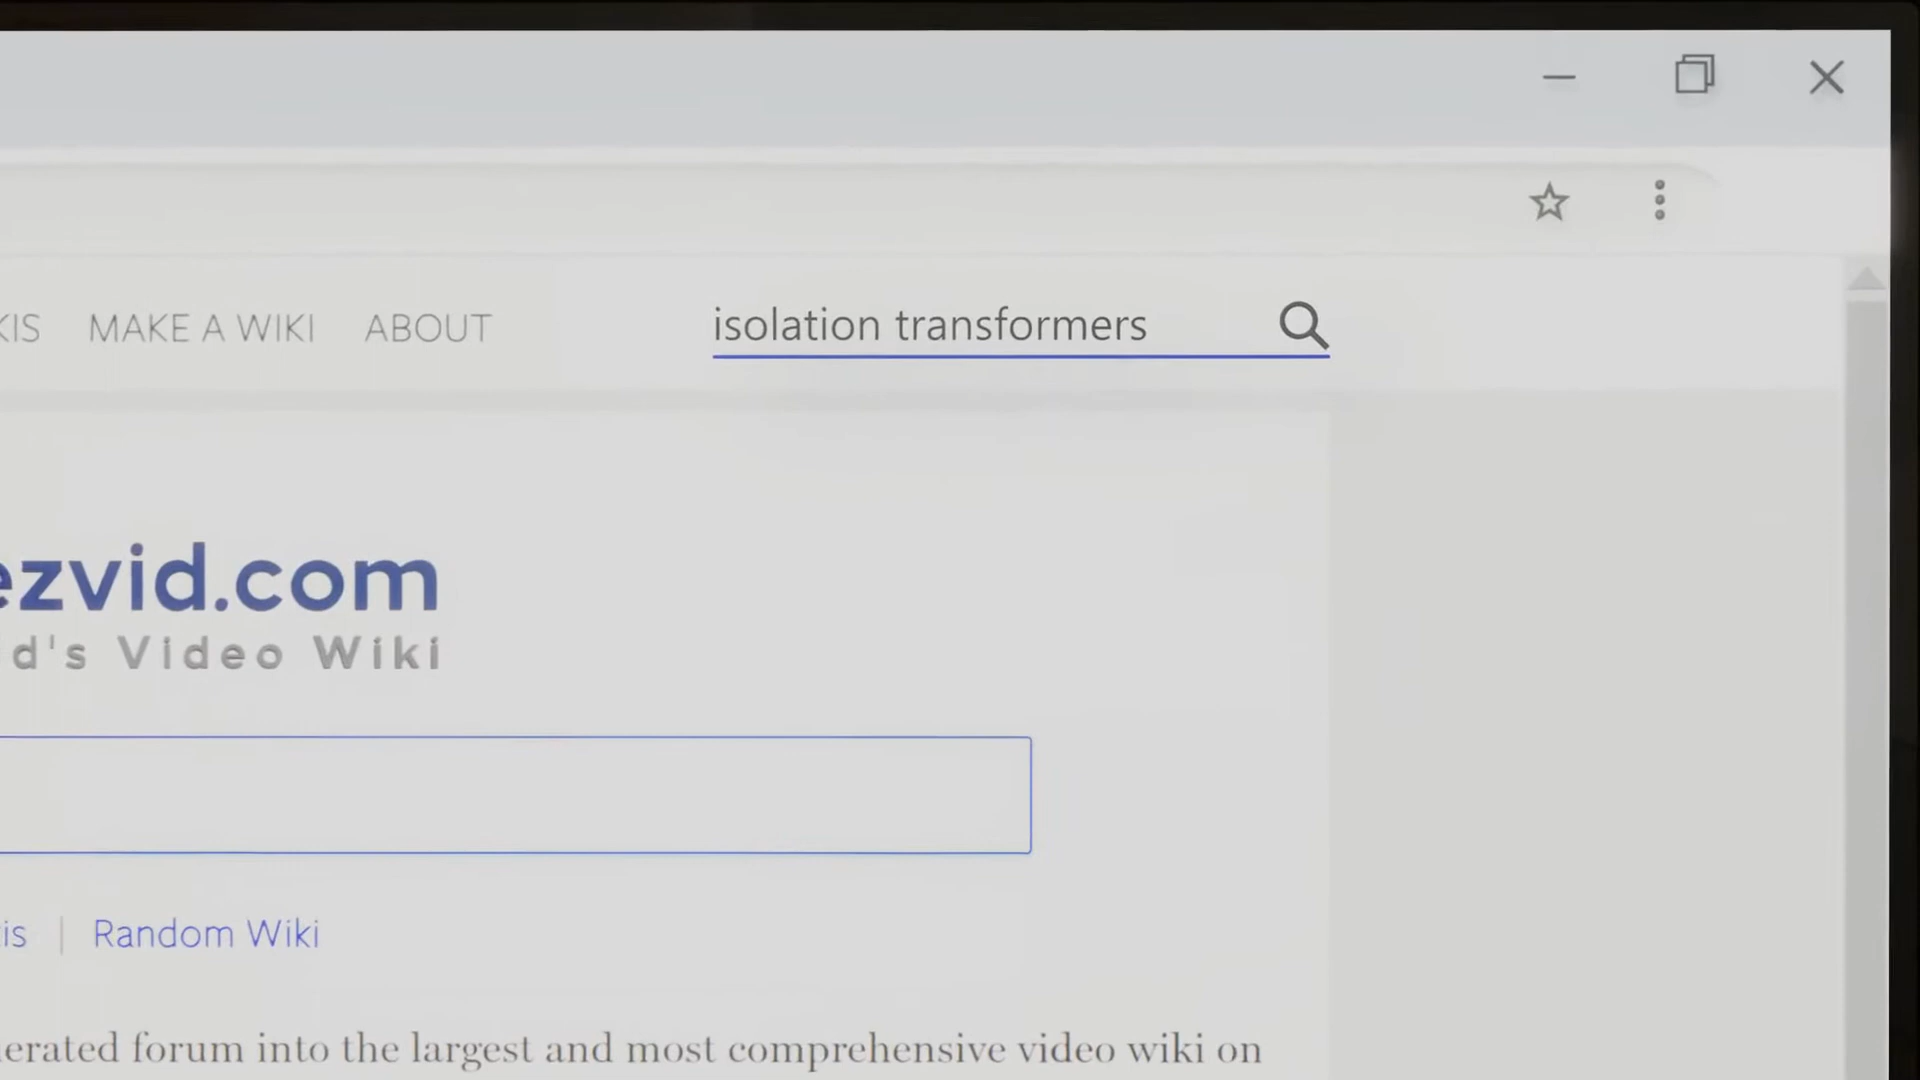 KIS MAKE A WIKI ABOUT isolation transformers
ezvid.com
d's Video Wiki
is | Random Wiki
erated forum into the largest and most comprehensive video wiki on